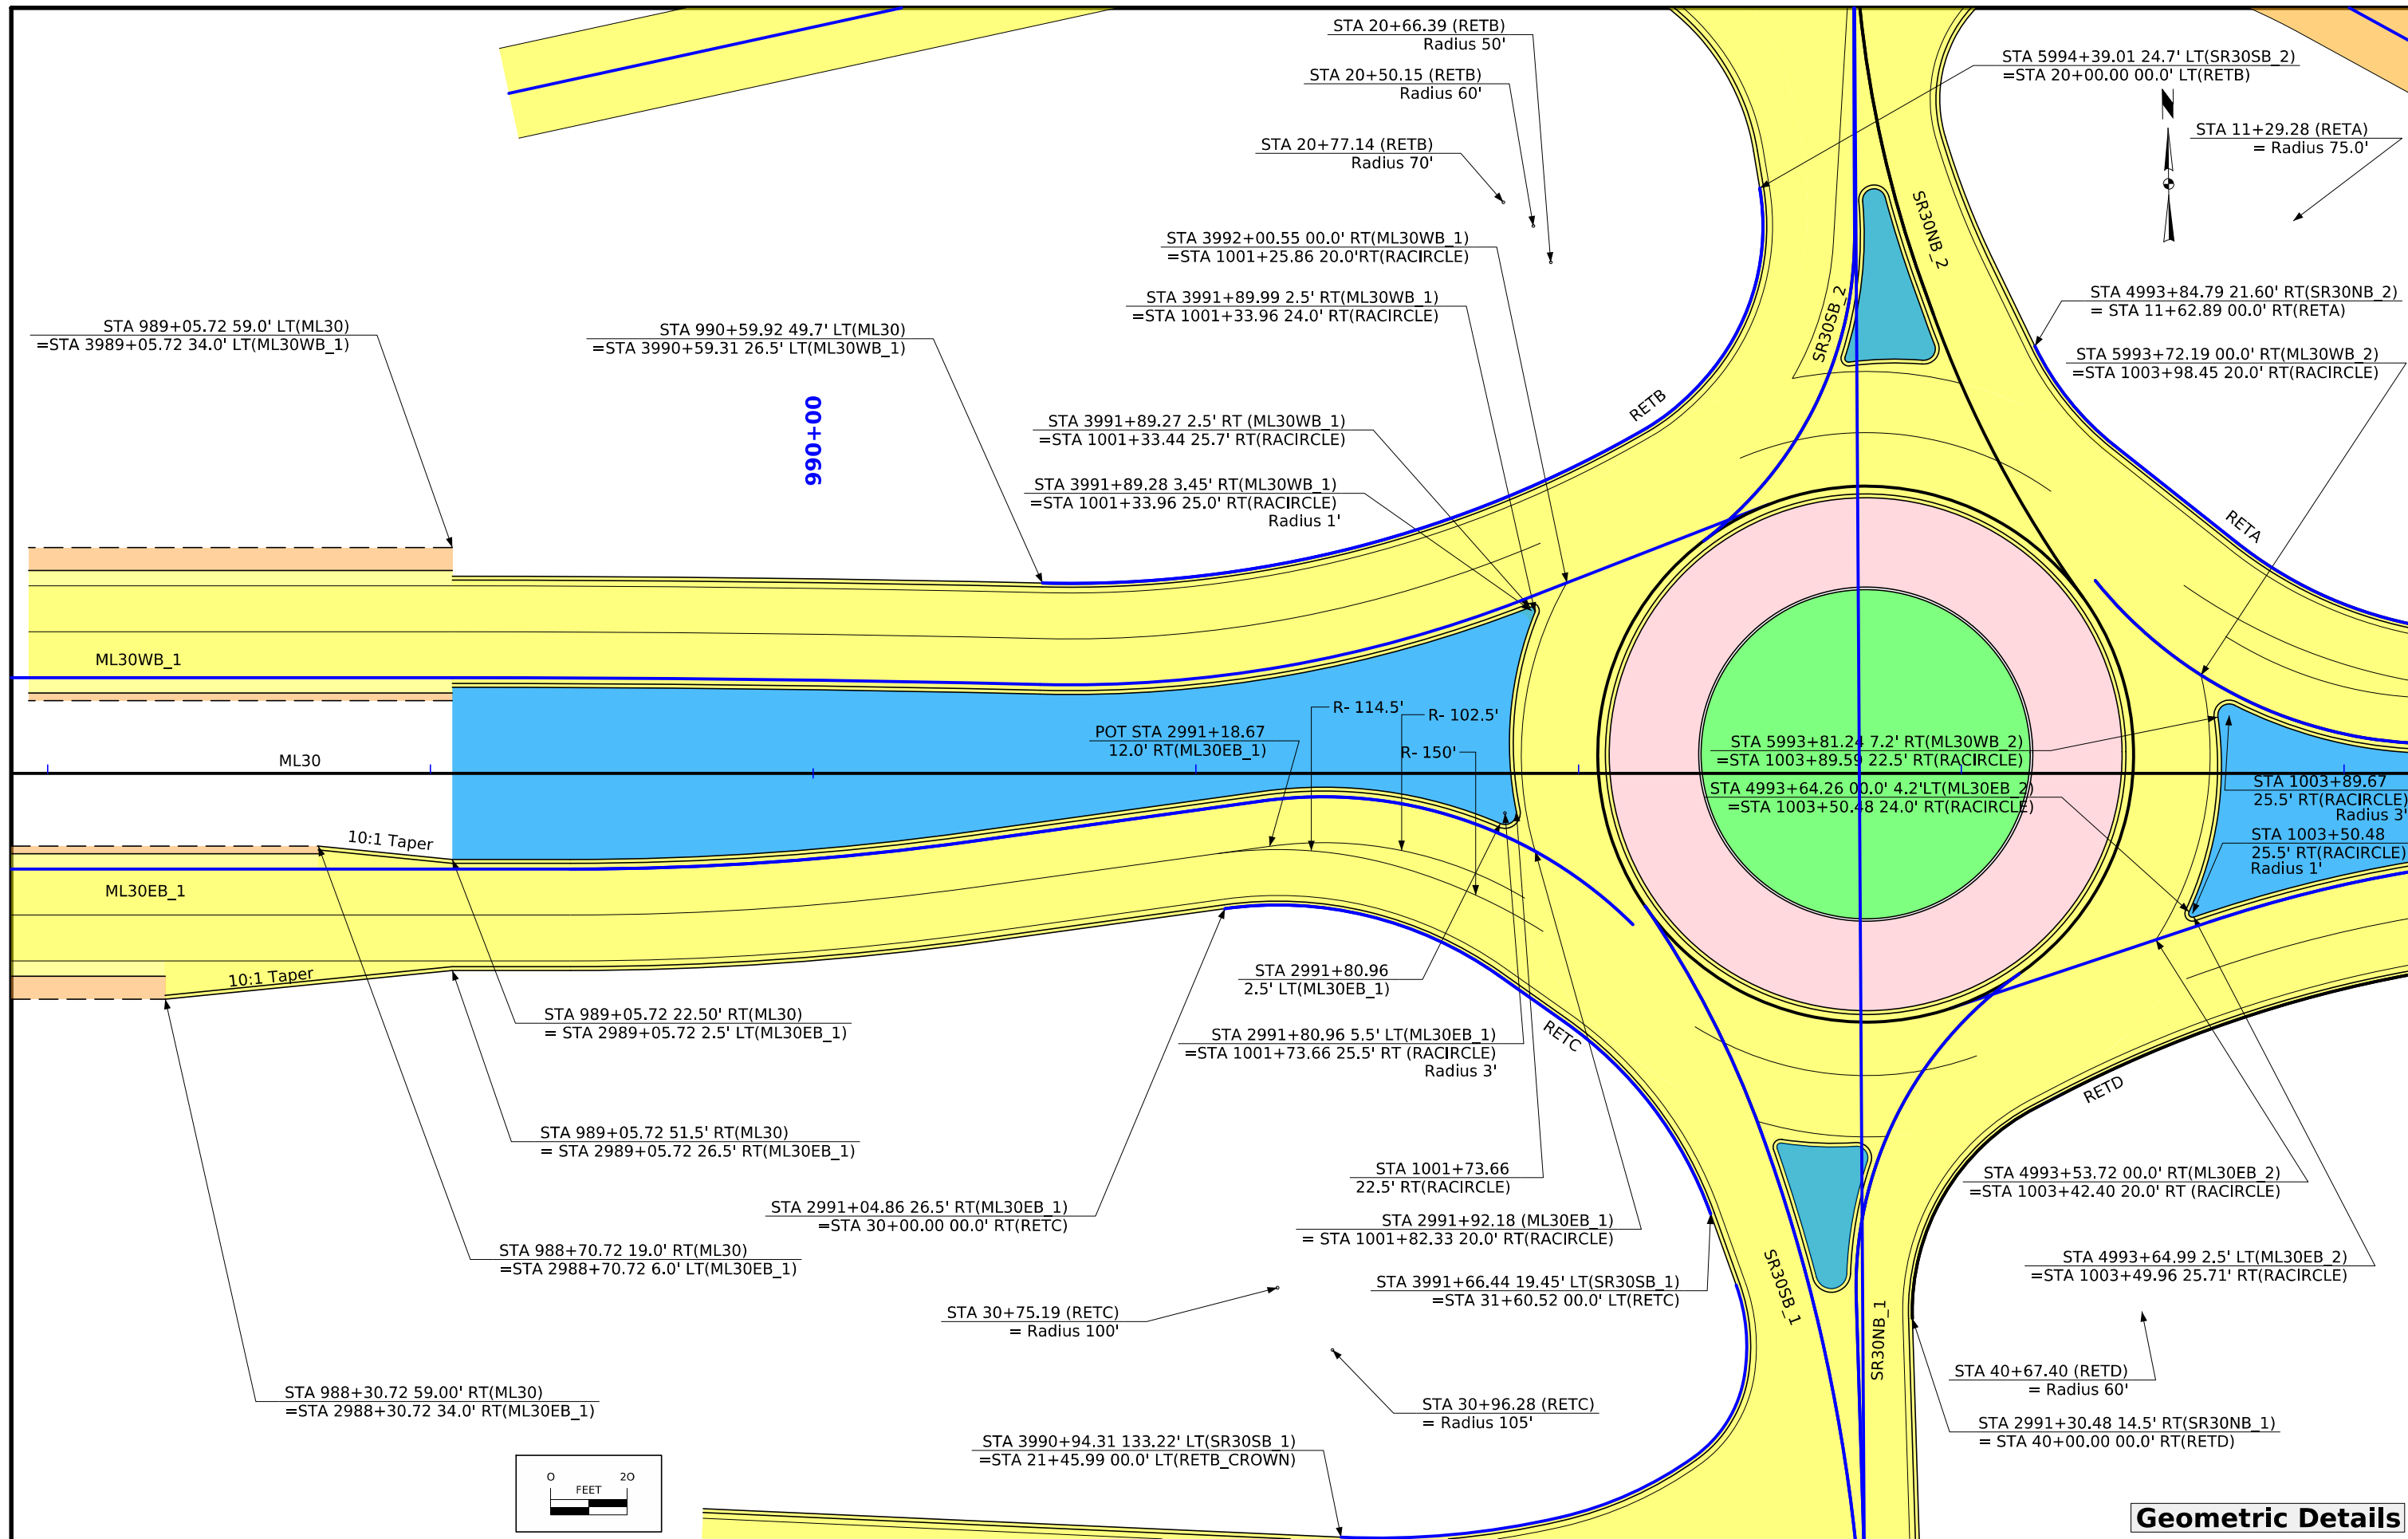 STA 20+66.39 (RETB)
Radius 50'
STA 20+50.15 (RETB)
Radius 60'
STA 20+77.14 (RETB)
Radius 70'
STA 5994+39.01 24.7' LT(SR30SB_2)
=STA 20+00.00 00.0' LT(RETB)
N
STA 11+29.28 (RETA)
= Radius 75.0'
STA 3992+00.55 00.0' RT(ML30WB_1)
=STA 1001+25.86 20.0'RT(RACIRCLE)
STA 3991+89.99 2.5' RT(ML30WB_1)
=STA 1001+33.96 24.0' RT(RACIRCLE)
SR30NB_2
SR30SB_2
STA 4993+84.79 21.60' RT(SR30NB_2)
= STA 11+62.89 00.0' RT(RETA)
STA 5993+72.19 00.0' RT(ML30WB_2)
=STA 1003+98.45 20.0' RT(RACIRCLE)
STA 989+05.72 59.0' LT(ML30)
=STA 3989+05.72 34.0' LT(ML30WB_1)
STA 990+59.92 49.7' LT(ML30)
=STA 3990+59.31 26.5' LT(ML30WB_1)
990+00
RETB
STA 3991+89.27 2.5' RT (ML30WB_1)
=STA 1001+33.44 25.7' RT(RACIRCLE)
STA 3991+89.28 3.45' RT(ML30WB_1)
=STA 1001+33.96 25.0' RT(RACIRCLE)
Radius 1'
RETA
ML30WB_1
R- 114.5'
R- 102.5'
POT STA 2991+18.67
12.0' RT(ML30EB_1)
R- 150'
ML30
STA 5993+81.24 7.2' RT(ML30WB_2)
=STA 1003+89.59 22.5' RT(RACIRCLE)
STA 4993+64.26 00.0' 4.2'LT(ML30EB_2)
=STA 1003+50.48 24.0' RT(RACIRCLE)
STA 1003+89.67
25.5' RT(RACIRCLE)
Radius 3'
STA 1003+50.48
25.5' RT(RACIRCLE)
Radius 1'
10:1 Taper
ML30EB_1
10:1 Taper
STA 2991+80.96
2.5' LT(ML30EB_1)
STA 989+05.72 22.50' RT(ML30)
= STA 2989+05.72 2.5' LT(ML30EB_1)
STA 2991+80.96 5.5' LT(ML30EB_1)
=STA 1001+73.66 25.5' RT (RACIRCLE)
Radius 3'
RETC
RETD
STA 989+05.72 51.5' RT(ML30)
= STA 2989+05.72 26.5' RT(ML30EB_1)
STA 1001+73.66
22.5' RT(RACIRCLE)
STA 4993+53.72 00.0' RT(ML30EB_2)
=STA 1003+42.40 20.0' RT (RACIRCLE)
STA 2991+04.86 26.5' RT(ML30EB_1)
=STA 30+00.00 00.0' RT(RETC)
STA 2991+92.18 (ML30EB_1)
= STA 1001+82.33 20.0' RT(RACIRCLE)
STA 988+70.72 19.0' RT(ML30)
=STA 2988+70.72 6.0' LT(ML30EB_1)
STA 4993+64.99 2.5' LT(ML30EB_2)
=STA 1003+49.96 25.71' RT(RACIRCLE)
STA 3991+66.44 19.45' LT(SR30SB_1)
=STA 31+60.52 00.0' LT(RETC)
SR30SB_1
SR30NB_1
STA 30+75.19 (RETC)
= Radius 100'
STA 988+30.72 59.00' RT(ML30)
=STA 2988+30.72 34.0' RT(ML30EB_1)
STA 30+96.28 (RETC)
= Radius 105'
STA 40+67.40 (RETD)
= Radius 60'
STA 2991+30.48 14.5' RT(SR30NB_1)
= STA 40+00.00 00.0' RT(RETD)
STA 3990+94.31 133.22' LT(SR30SB_1)
=STA 21+45.99 00.0' LT(RETB_CROWN)
0 20
FEET
Geometric Details